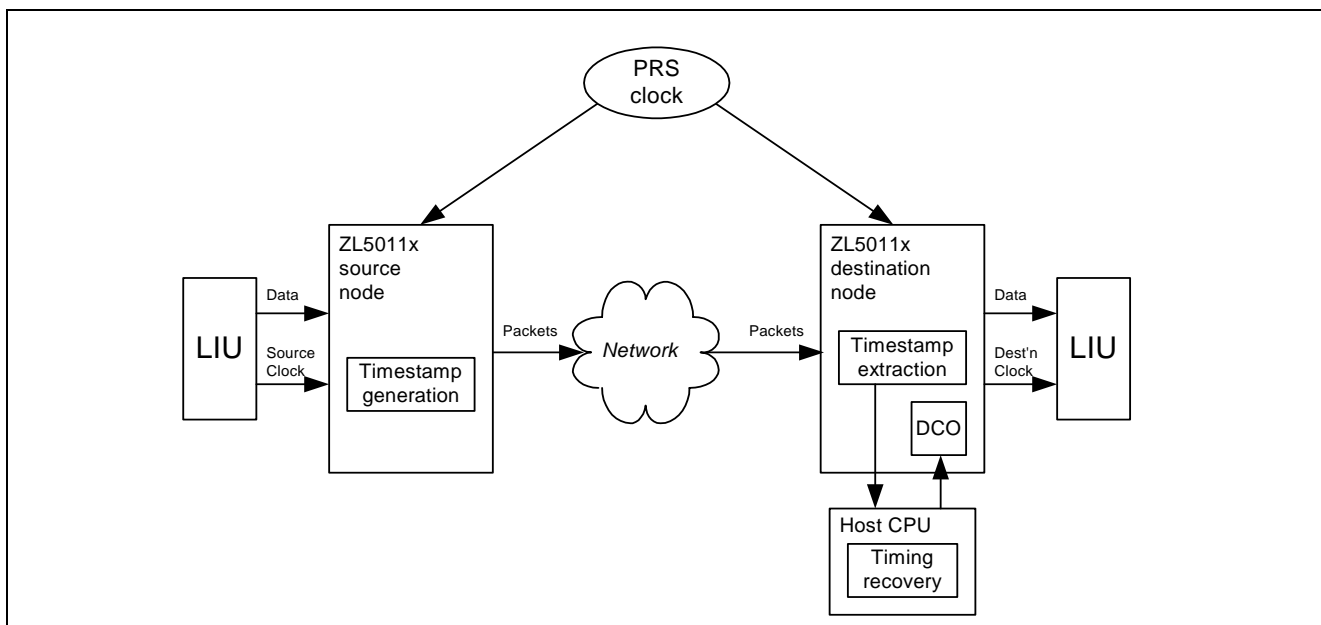 PRS
clock
ZL5011x
source
node
ZL5011x
destination
node
LIU
Data
Source
Clock
Timestamp
generation
Packets
Network
Packets
Timestamp
extraction
DCO
Data
Dest'n
Clock
LIU
Host CPU
Timing
recovery